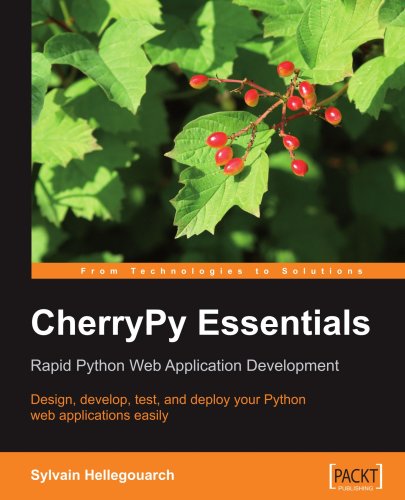 From Technologies to Solutions
CherryPy Essentials
Rapid Python Web Application Development
Design, develop, test, and deploy your Python
web applications easily
Sylvain Hellegouarch
PACKT
PUBLISHING